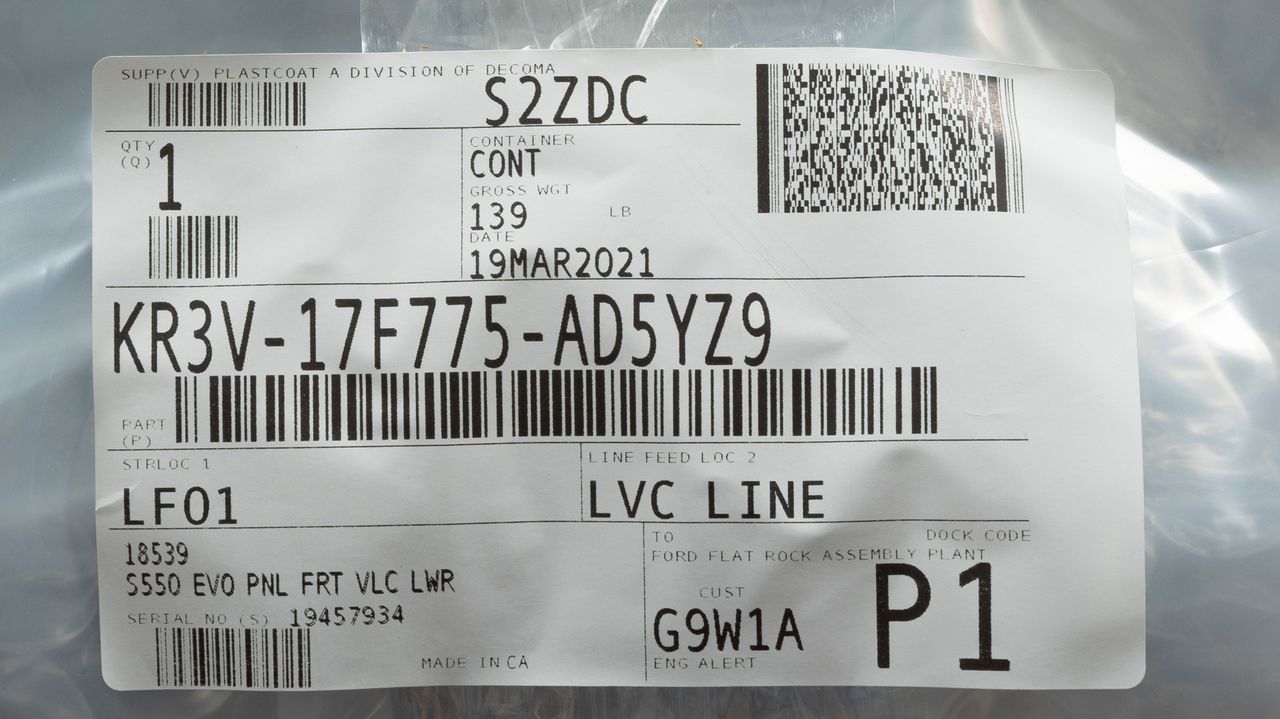 SUPP(V) PLASTCOAT A DIVISION OF DECOMA
S2ZDC
QTY
(Q)
1
CONTAINER
CONT
GROSS WGT
139 LB
DATE
19MAR2021
KR3V-17F775-AD5YZ9
PART
(P)
STRLOC 1
LF01
LINE FEED LOC 2
LVC LINE
18539
S550 EVO PNL FRT VLC LWR
SERIAL NO (S) 19457934
MADE IN CA
TO DOCK CODE
FORD FLAT ROCK ASSEMBLY PLANT
CUST
G9W1A
P1
ENG ALERT